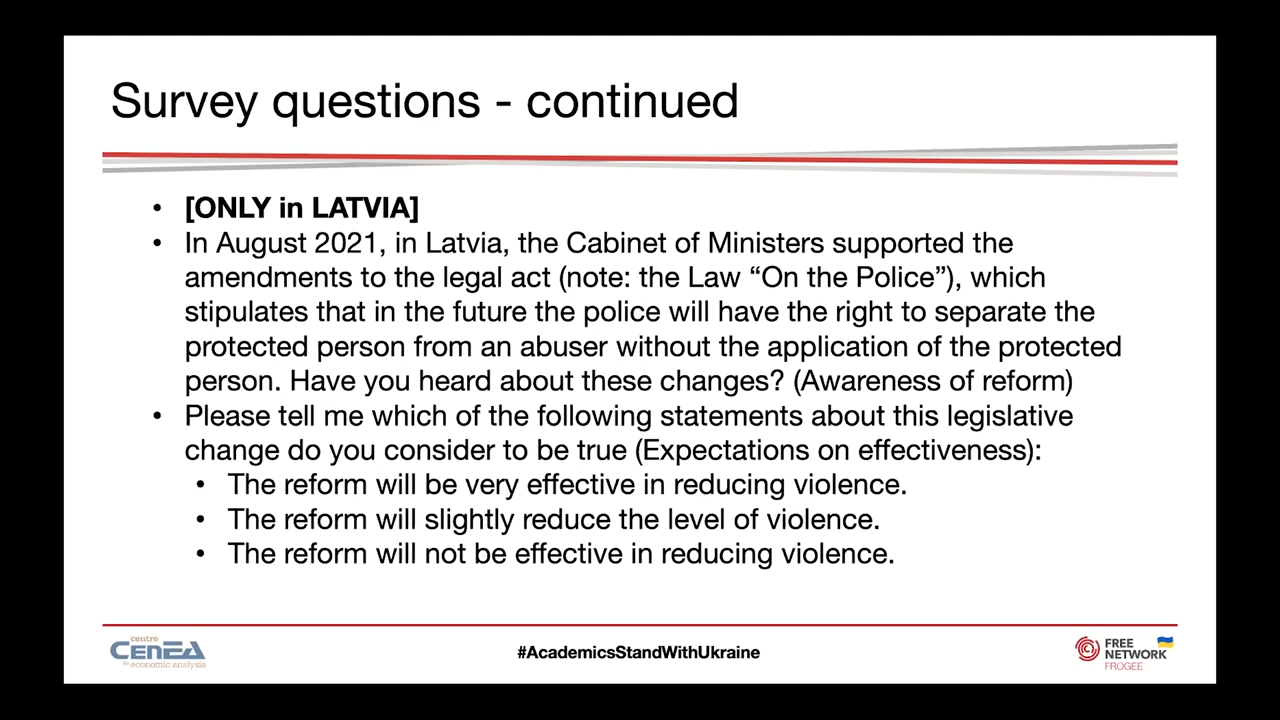 Survey questions - continued
• [ONLY in LATVIA]
• In August 2021, in Latvia, the Cabinet of Ministers supported the
amendments to the legal act (note: the Law “On the Police”), which
stipulates that in the future the police will have the right to separate the
protected person from an abuser without the application of the protected
person. Have you heard about these changes? (Awareness of reform)
• Please tell me which of the following statements about this legislative
change do you consider to be true (Expectations on effectiveness):
• The reform will be very effective in reducing violence.
• The reform will slightly reduce the level of violence.
• The reform will not be effective in reducing violence.
centre
CENEA
for economic analysis
#AcademicsStandWithUkraine
FREE
NETWORK
FROGEE